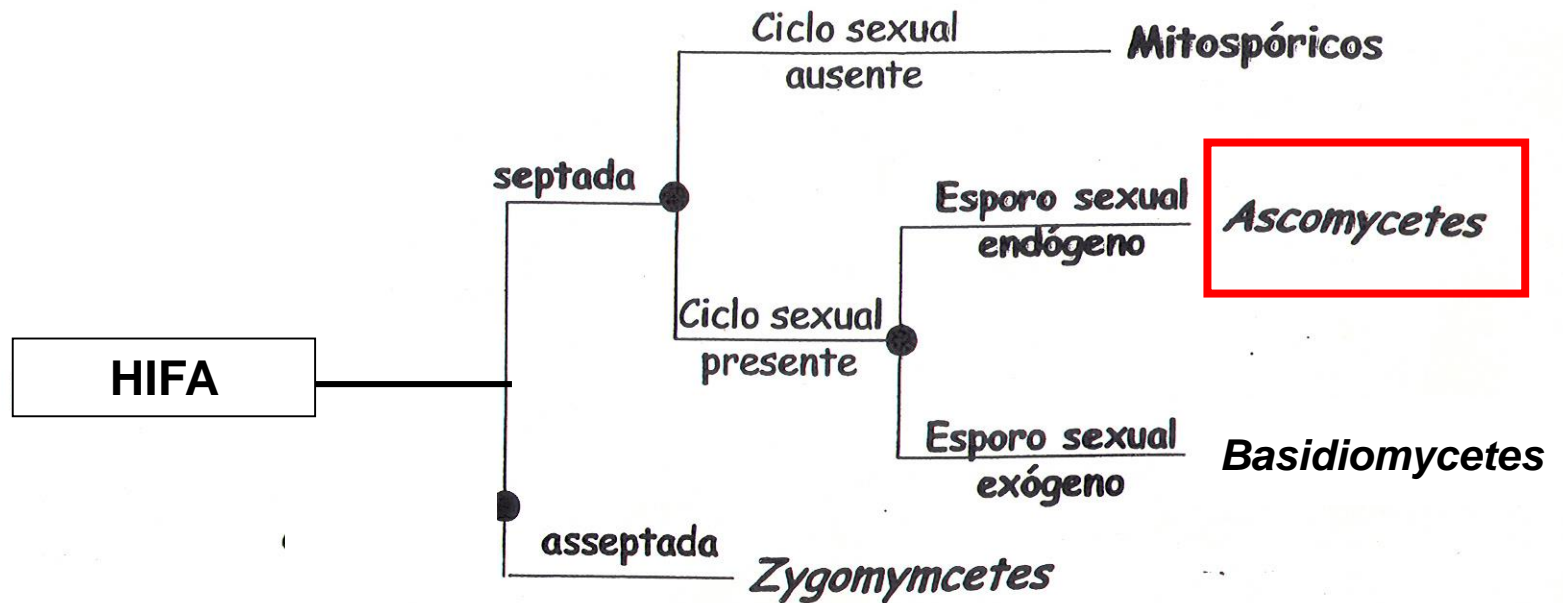 Ciclo sexual
ausente
Mitospóricos
septada
Esporo sexual
endógeno
Ascomycetes
Ciclo sexual
presente
HIFA
Esporo sexual
exógeno
Basidiomycetes
asseptada
Zygomymcetes